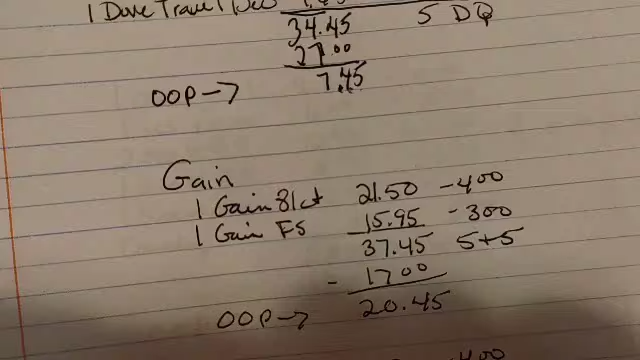 1 Dove Travel
34.45 5 DQ
27.00
OOP → 7.45
Gain
1 Gain 81ct 21.50 -400
1 Gain FS 15.95 -300
37.45 5+5
- 17.00
OOP → 20.45
-400